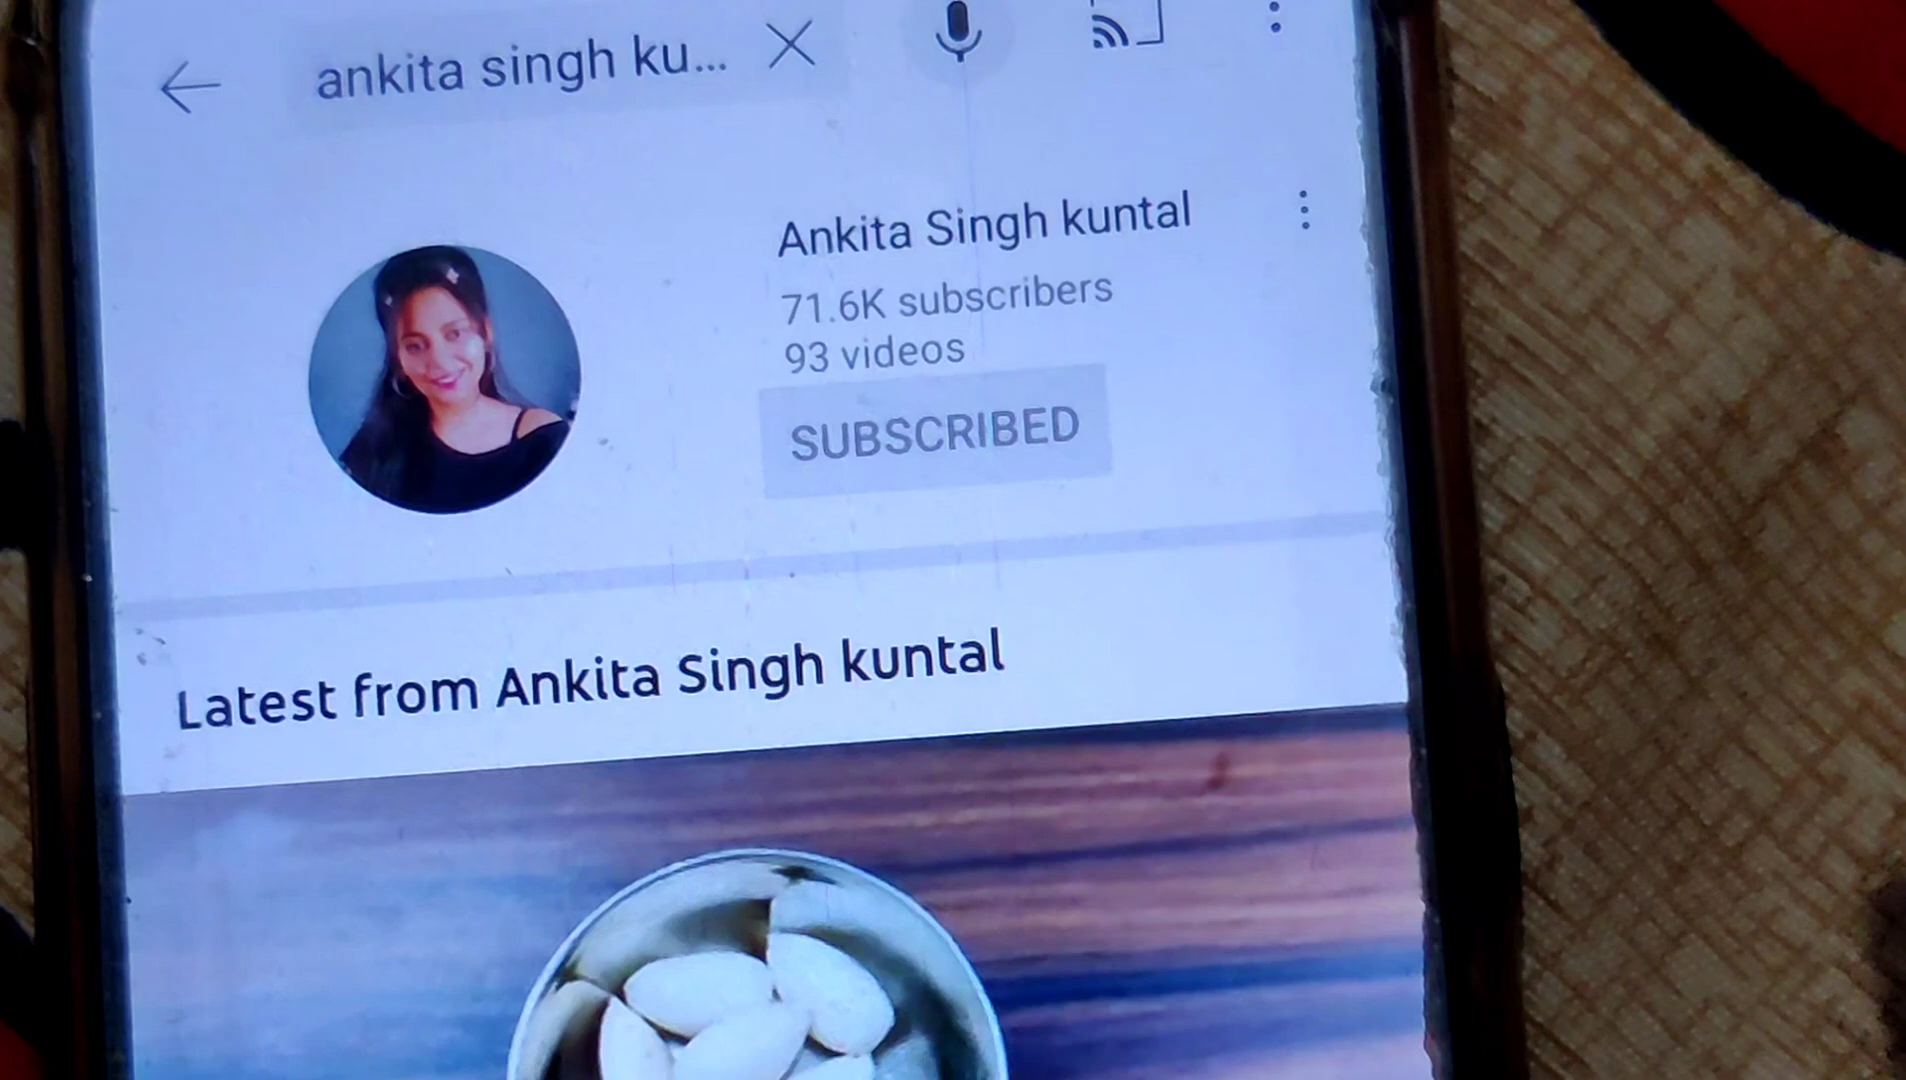 ankita singh ku...
Ankita Singh kuntal
71.6K subscribers
93 videos
SUBSCRIBED
Latest from Ankita Singh kuntal